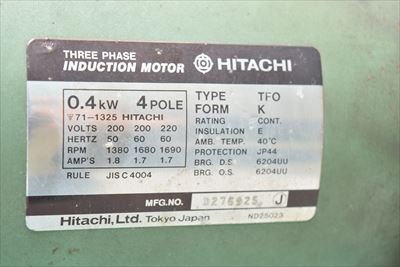 THREE PHASE
INDUCTION MOTOR HITACHI
0.4kW 4POLE
71-1325 HITACHI
VOLTS 200 200 220
HERTZ 50 60 60
RPM 1380 1680 1690
AMP'S 1.8 1.7 1.7
RULE JIS C 4004
TYPE TFO
FORM K
RATING CONT.
INSULATION E
AMB. TEMP. 40°C
PROTECTION JP44
BRG. D.S. 6204UU
BRG. O.S. 6204UU
MFG.NO. J
Hitachi, Ltd. Tokyo Japan ND25023